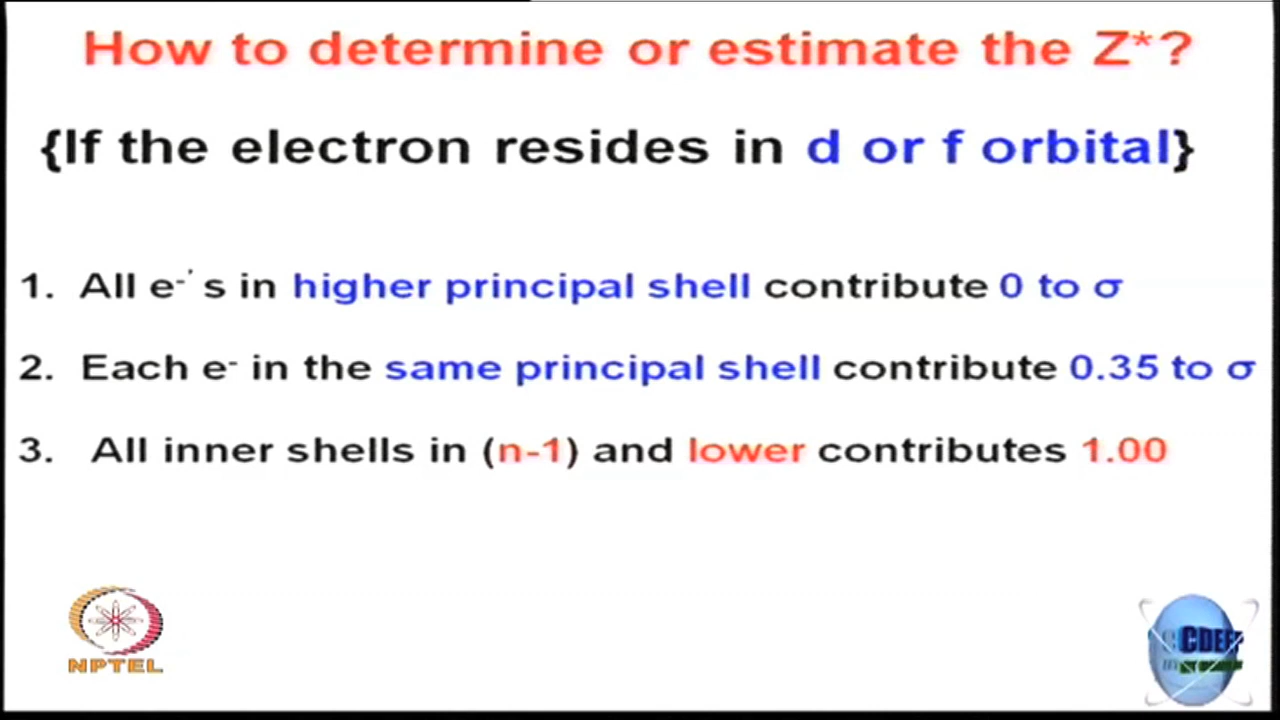 How to determine or estimate the Z*?
{If the electron resides in d or f orbital}
1. All e-' s in higher principal shell contribute 0 to σ
2. Each e- in the same principal shell contribute 0.35 to σ
3. All inner shells in (n-1) and lower contributes 1.00
NPTEL
CDEEP